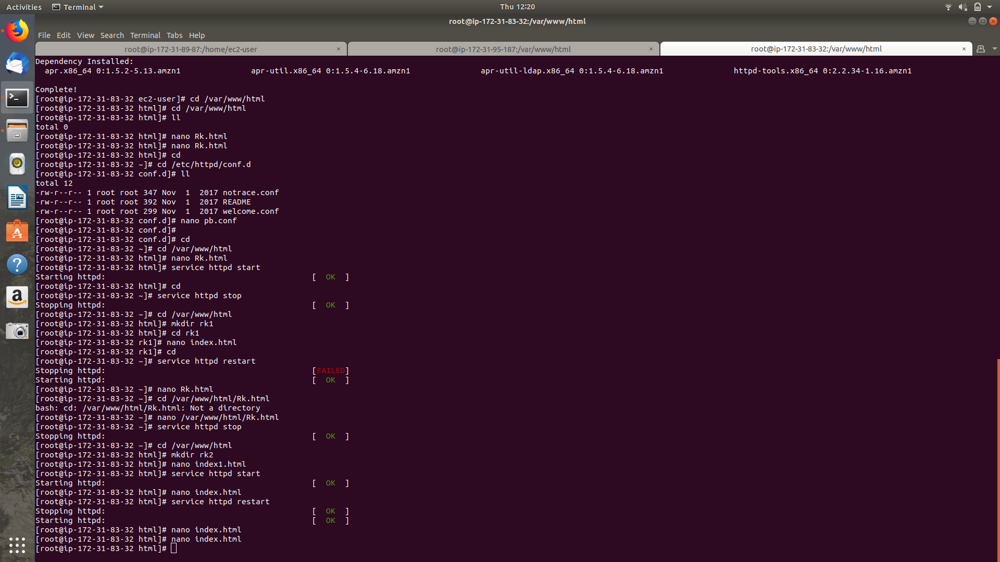 Activities Terminal Thu 12:20
root@ip-172-31-83-32:/var/www/html
File Edit View Search Terminal Tabs Help
root@ip-172-31-89-87:/home/ec2-user × root@ip-172-31-95-187:/var/www/html × root@ip-172-31-83-32:/var/www/html ×
Dependency Installed:
  apr.x86_64 0:1.5.2-5.13.amzn1 apr-util.x86_64 0:1.5.4-6.18.amzn1 apr-util-ldap.x86_64 0:1.5.4-6.18.amzn1 httpd-tools.x86_64 0:2.2.34-1.16.amzn1
Complete!
[root@ip-172-31-83-32 ec2-user]# cd /var/www/html
[root@ip-172-31-83-32 html]# cd /var/www/html
[root@ip-172-31-83-32 html]# ll
total 0
[root@ip-172-31-83-32 html]# nano Rk.html
[root@ip-172-31-83-32 html]# nano Rk.html
[root@ip-172-31-83-32 html]# cd
[root@ip-172-31-83-32 ~]# cd /etc/httpd/conf.d
[root@ip-172-31-83-32 conf.d]# ll
total 12
-rw-r--r-- 1 root root 347 Nov  1  2017 notrace.conf
-rw-r--r-- 1 root root 392 Nov  1  2017 README
-rw-r--r-- 1 root root 299 Nov  1  2017 welcome.conf
[root@ip-172-31-83-32 conf.d]# nano pb.conf
[root@ip-172-31-83-32 conf.d]#
[root@ip-172-31-83-32 conf.d]# cd
[root@ip-172-31-83-32 ~]# cd /var/www/html
[root@ip-172-31-83-32 html]# nano Rk.html
[root@ip-172-31-83-32 html]# service httpd start
Starting httpd: [  OK  ]
[root@ip-172-31-83-32 html]# cd
[root@ip-172-31-83-32 ~]# service httpd stop
Stopping httpd: [  OK  ]
[root@ip-172-31-83-32 ~]# cd /var/www/html
[root@ip-172-31-83-32 html]# mkdir rk1
[root@ip-172-31-83-32 html]# cd rk1
[root@ip-172-31-83-32 rk1]# nano index.html
[root@ip-172-31-83-32 rk1]# cd
[root@ip-172-31-83-32 ~]# service httpd restart
Stopping httpd: [FAILED]
Starting httpd: [  OK  ]
[root@ip-172-31-83-32 ~]# nano Rk.html
[root@ip-172-31-83-32 ~]# cd /var/www/html/Rk.html
bash: cd: /var/www/html/Rk.html: Not a directory
[root@ip-172-31-83-32 ~]# nano /var/www/html/Rk.html
[root@ip-172-31-83-32 ~]# service httpd stop
Stopping httpd: [  OK  ]
[root@ip-172-31-83-32 ~]# cd /var/www/html
[root@ip-172-31-83-32 html]# mkdir rk2
[root@ip-172-31-83-32 html]# nano index1.html
[root@ip-172-31-83-32 html]# service httpd start
Starting httpd: [  OK  ]
[root@ip-172-31-83-32 html]# nano index.html
[root@ip-172-31-83-32 html]# service httpd restart
Stopping httpd: [  OK  ]
Starting httpd: [  OK  ]
[root@ip-172-31-83-32 html]# nano index.html
[root@ip-172-31-83-32 html]# nano index.html
[root@ip-172-31-83-32 html]#